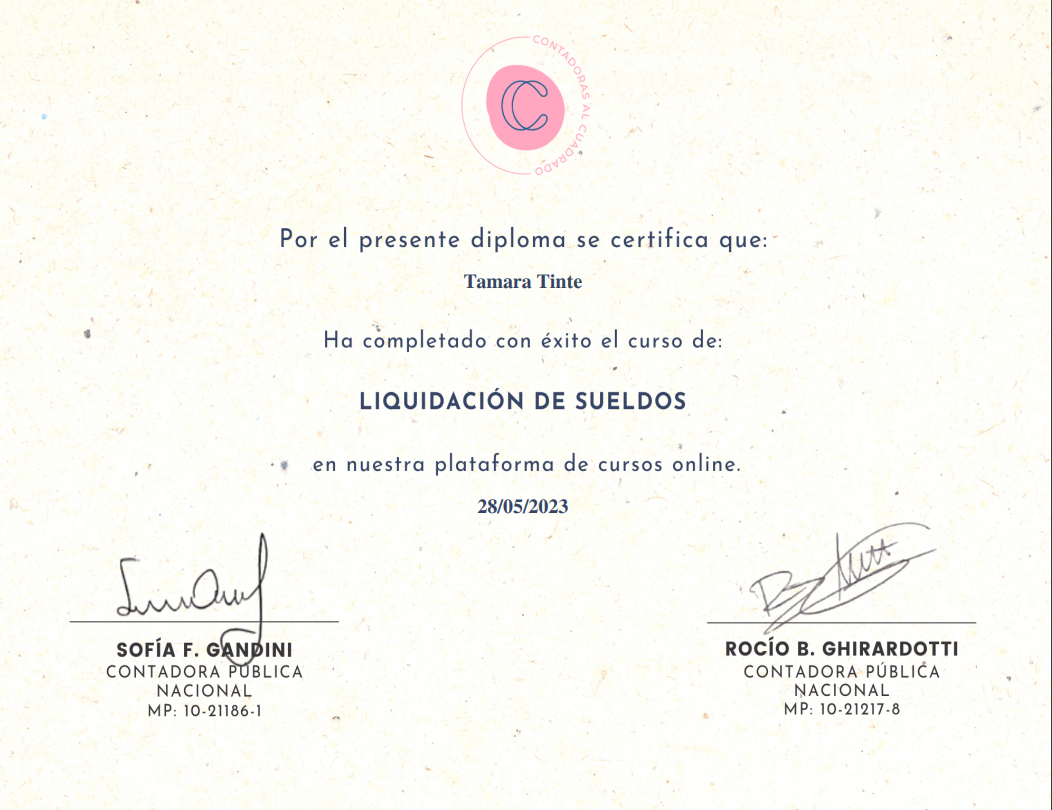 CONTADORAS AL CUADRADO
Por el presente diploma se certifica que:
Tamara Tinte
Ha completado con éxito el curso de:
LIQUIDACIÓN DE SUELDOS
en nuestra plataforma de cursos online.
28/05/2023
SOFÍA F. GANDINI
CONTADORA PÚBLICA
NACIONAL
MP: 10-21186-1
ROCÍO B. GHIRARDOTTI
CONTADORA PÚBLICA
NACIONAL
MP: 10-21217-8